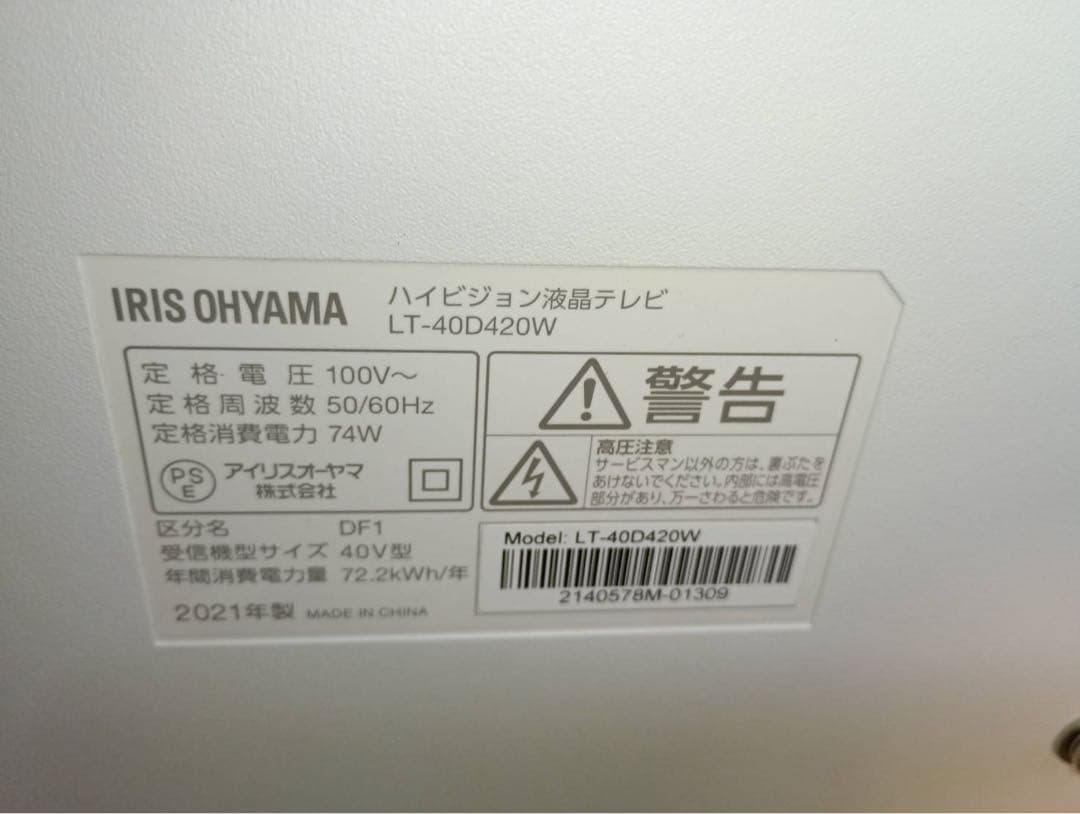 IRIS OHYAMA
ハイビジョン液晶テレビ
LT-40D420W
定格電圧 100V～
定格周波数 50/60Hz
定格消費電力 74W
PS
E
アイリスオーヤマ
株式会社
警告
高圧注意
サービスマン以外の方は、裏ぶたを
あけないでください。内部には高電圧
部分があり、万一さわると危険です。
区分名 DF1
受信機型サイズ 40V型
年間消費電力量 72.2kWh/年
2021年製 MADE IN CHINA
Model: LT-40D420W
2140578M-01309